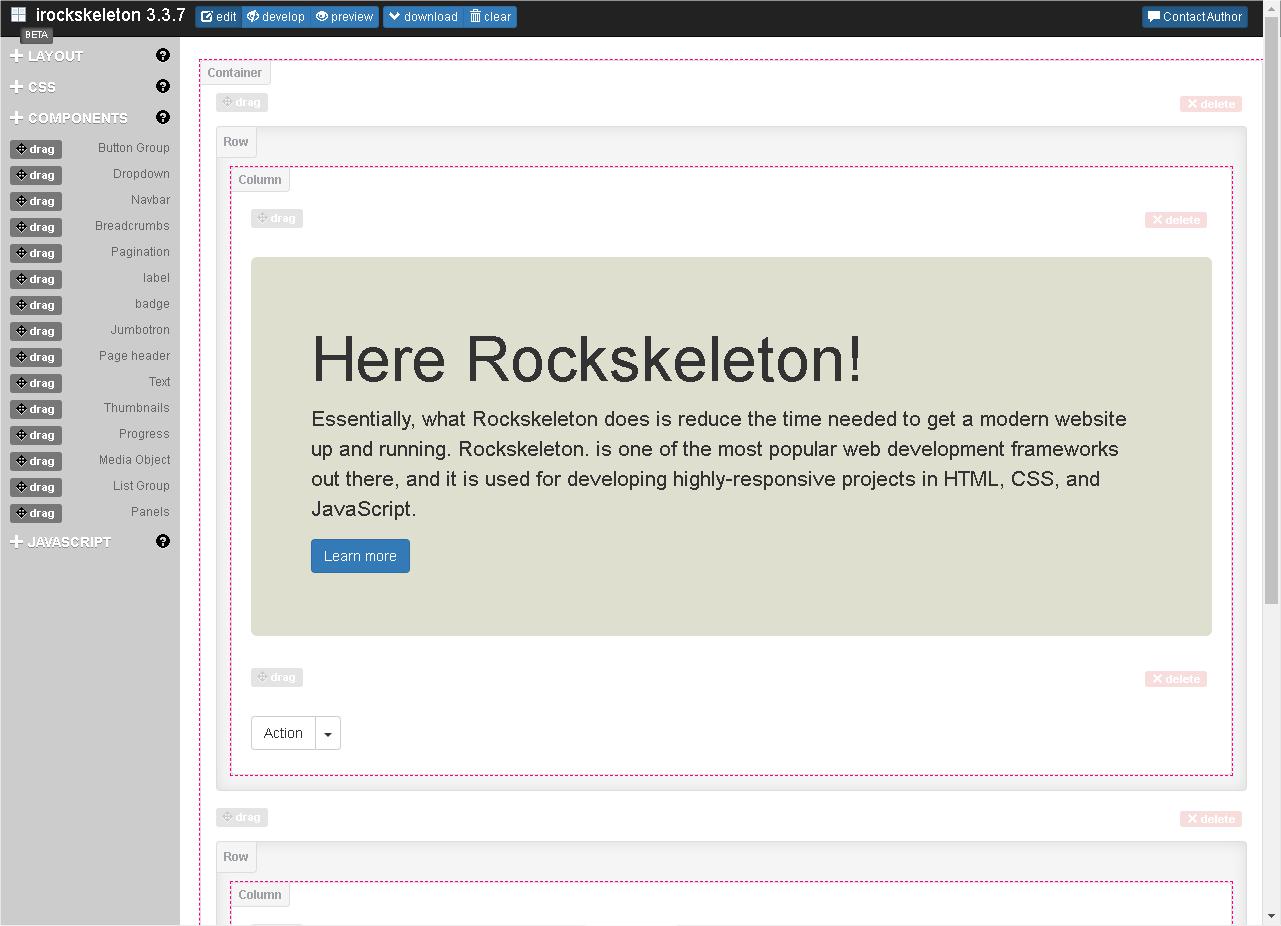 irockskeleton 3.3.7
BETA
edit develop preview download clear
ContactAuthor
LAYOUT
CSS
COMPONENTS
drag Button Group
drag Dropdown
drag Navbar
drag Breadcrumbs
drag Pagination
drag label
drag badge
drag Jumbotron
drag Page header
drag Text
drag Thumbnails
drag Progress
drag Media Object
drag List Group
drag Panels
JAVASCRIPT
Container
drag delete
Row
Column
drag delete
Here Rockskeleton!
Essentially, what Rockskeleton does is reduce the time needed to get a modern website
up and running. Rockskeleton. is one of the most popular web development frameworks
out there, and it is used for developing highly-responsive projects in HTML, CSS, and
JavaScript.
Learn more
drag delete
Action
drag delete
Row
Column